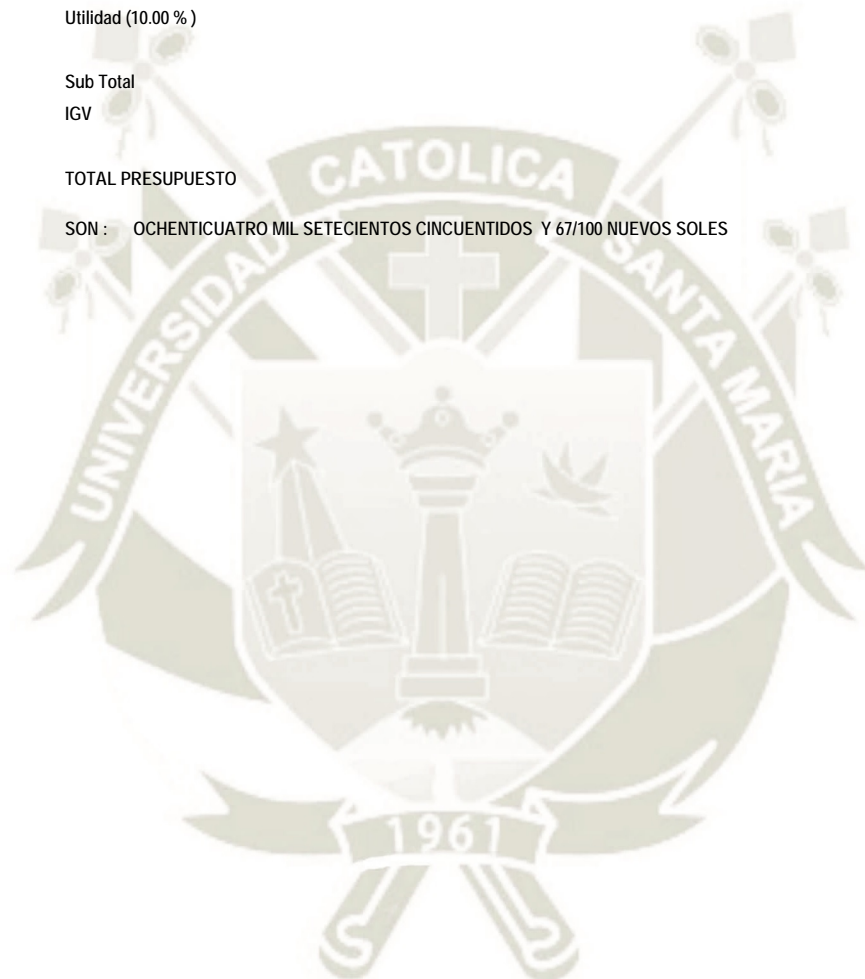 Utilidad (10.00 % )
Sub Total
IGV
TOTAL PRESUPUESTO
SON : OCHENTICUATRO MIL SETECIENTOS CINCUENTIDOS Y 67/100 NUEVOS SOLES
UNIVERSIDAD CATOLICA SANTA MARIA
1961